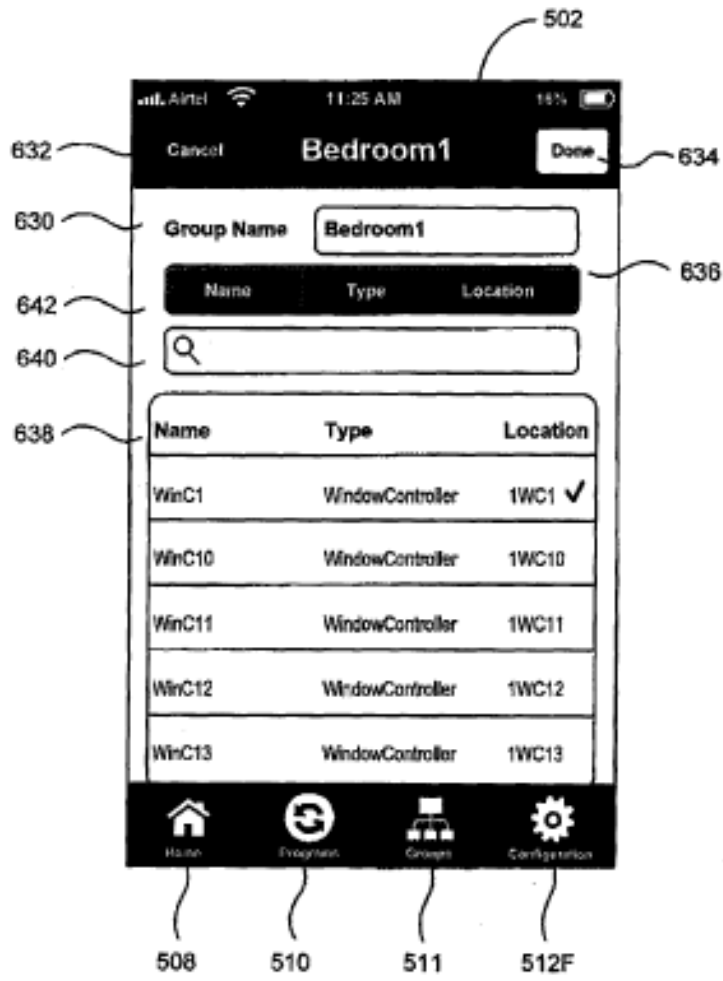 502
Airtel 11:25 AM 16%
632 Cancel Bedroom1 Done 634
630 Group Name Bedroom1
636
642 Name Type Location
640
638 Name Type Location
WinC1 WindowController 1WC1 ✓
WinC10 WindowController 1WC10
WinC11 WindowController 1WC11
WinC12 WindowController 1WC12
WinC13 WindowController 1WC13
Home Programs Groups Configuration
508 510 511 512F